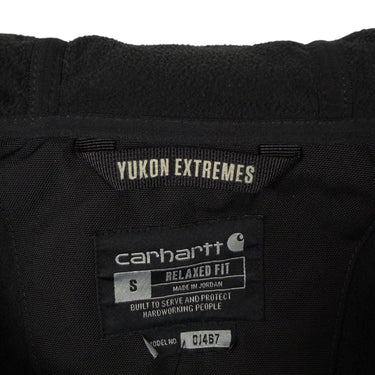 YUKON EXTREMES
carhartt
S RELAXED FIT
MADE IN JORDAN
BUILT TO SERVE AND PROTECT
HARDWORKING PEOPLE
MODEL NO. OJ467